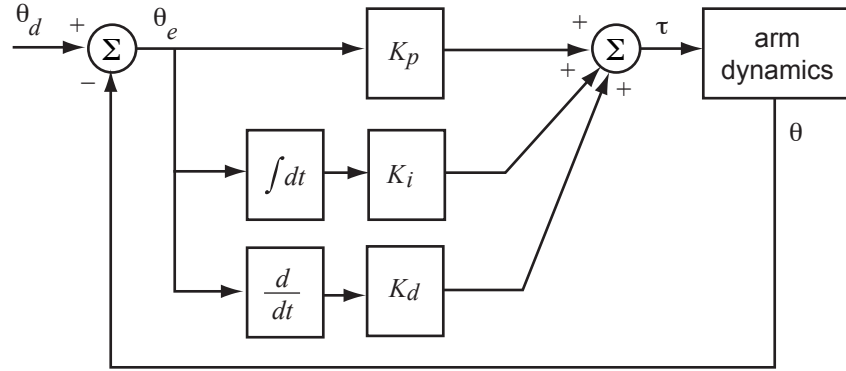 θd
+
−
Σ
θe
Kp
+
+
+
Σ
τ
arm
dynamics
θ
∫dt
Ki
d
dt
Kd